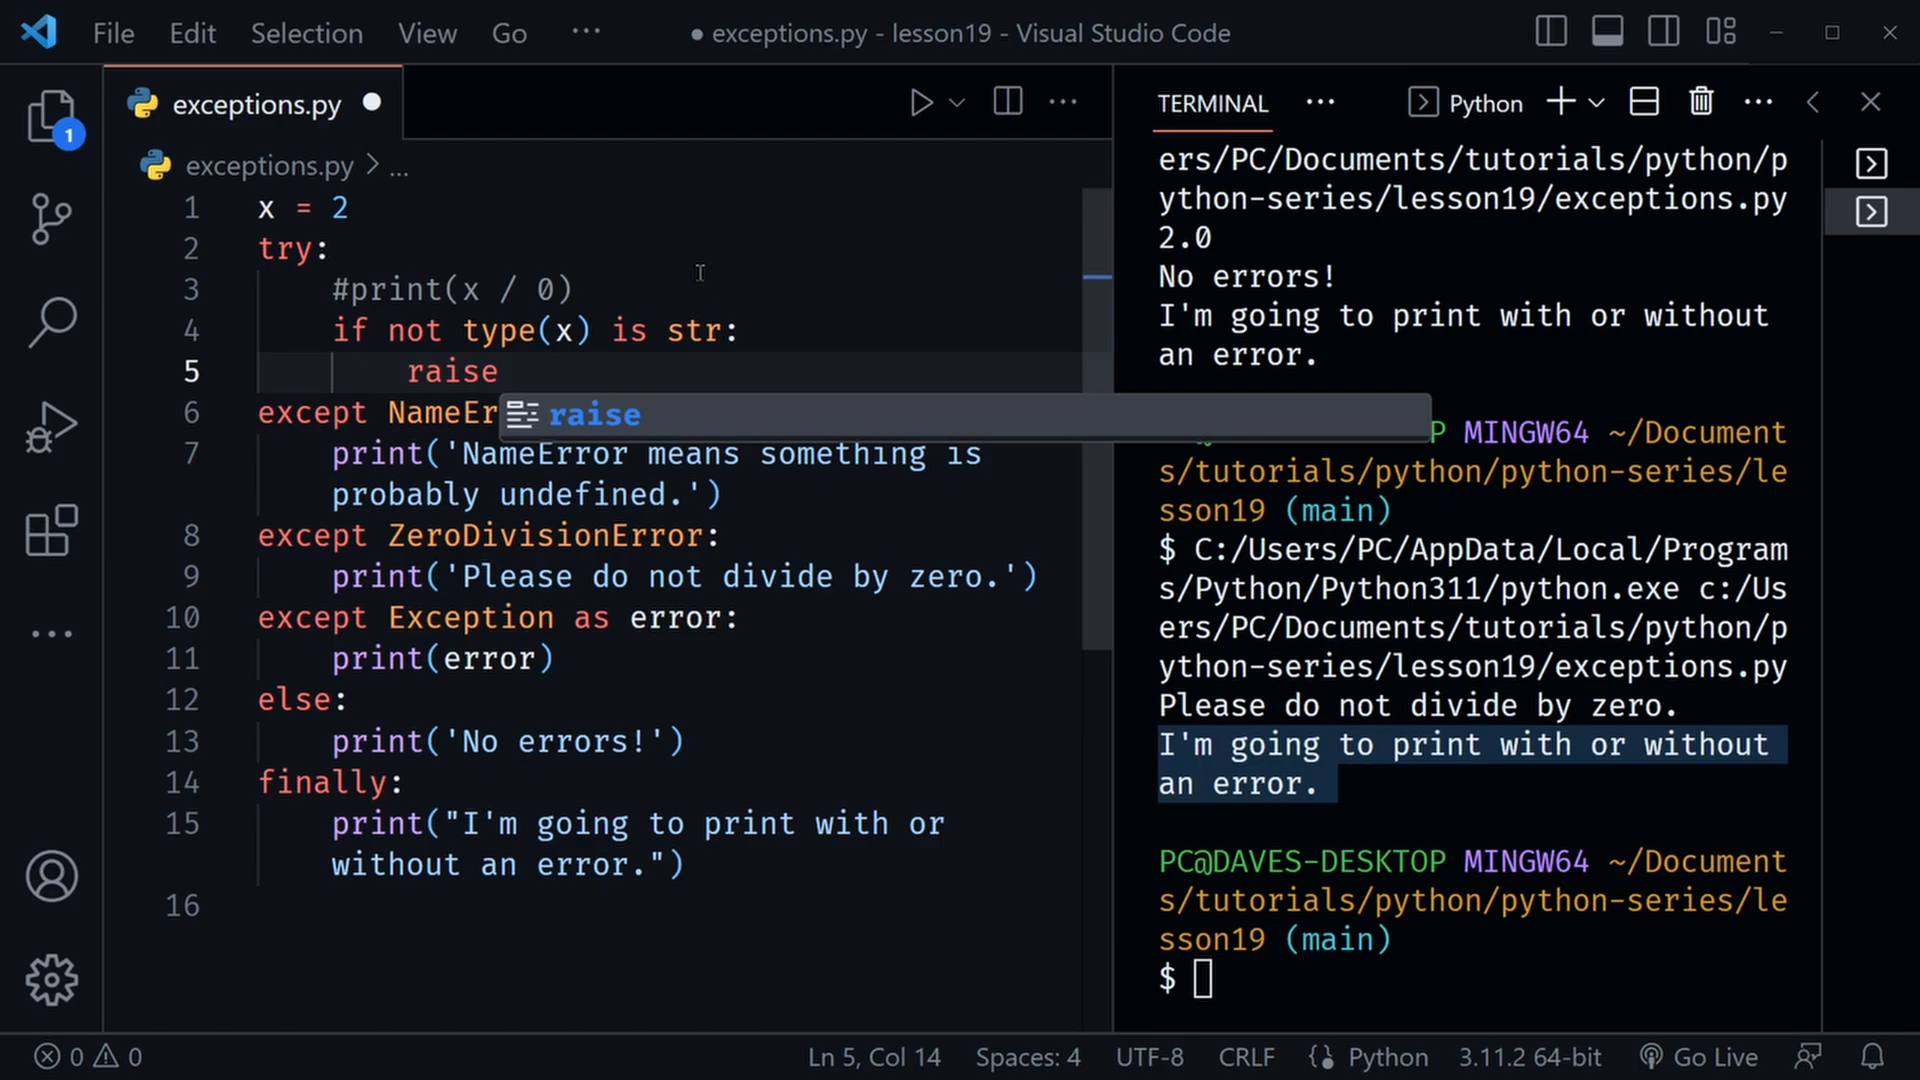 File Edit Selection View Go ··· ● exceptions.py - lesson19 - Visual Studio Code
exceptions.py ●
exceptions.py > ...
1 x = 2
2 try:
3 #print(x / 0)
4 if not type(x) is str:
5 raise
raise
6 except NameEr
7 print('NameError means something is
probably undefined.')
8 except ZeroDivisionError:
9 print('Please do not divide by zero.')
10 except Exception as error:
11 print(error)
12 else:
13 print('No errors!')
14 finally:
15 print("I'm going to print with or
without an error.")
16
1
TERMINAL ··· Python
ers/PC/Documents/tutorials/python/p
ython-series/lesson19/exceptions.py
2.0
No errors!
I'm going to print with or without
an error.
P MINGW64 ~/Document
s/tutorials/python/python-series/le
sson19 (main)
$ C:/Users/PC/AppData/Local/Program
s/Python/Python311/python.exe c:/Us
ers/PC/Documents/tutorials/python/p
ython-series/lesson19/exceptions.py
Please do not divide by zero.
I'm going to print with or without
an error.
PC@DAVES-DESKTOP MINGW64 ~/Document
s/tutorials/python/python-series/le
sson19 (main)
$
0 0 Ln 5, Col 14 Spaces: 4 UTF-8 CRLF Python 3.11.2 64-bit Go Live